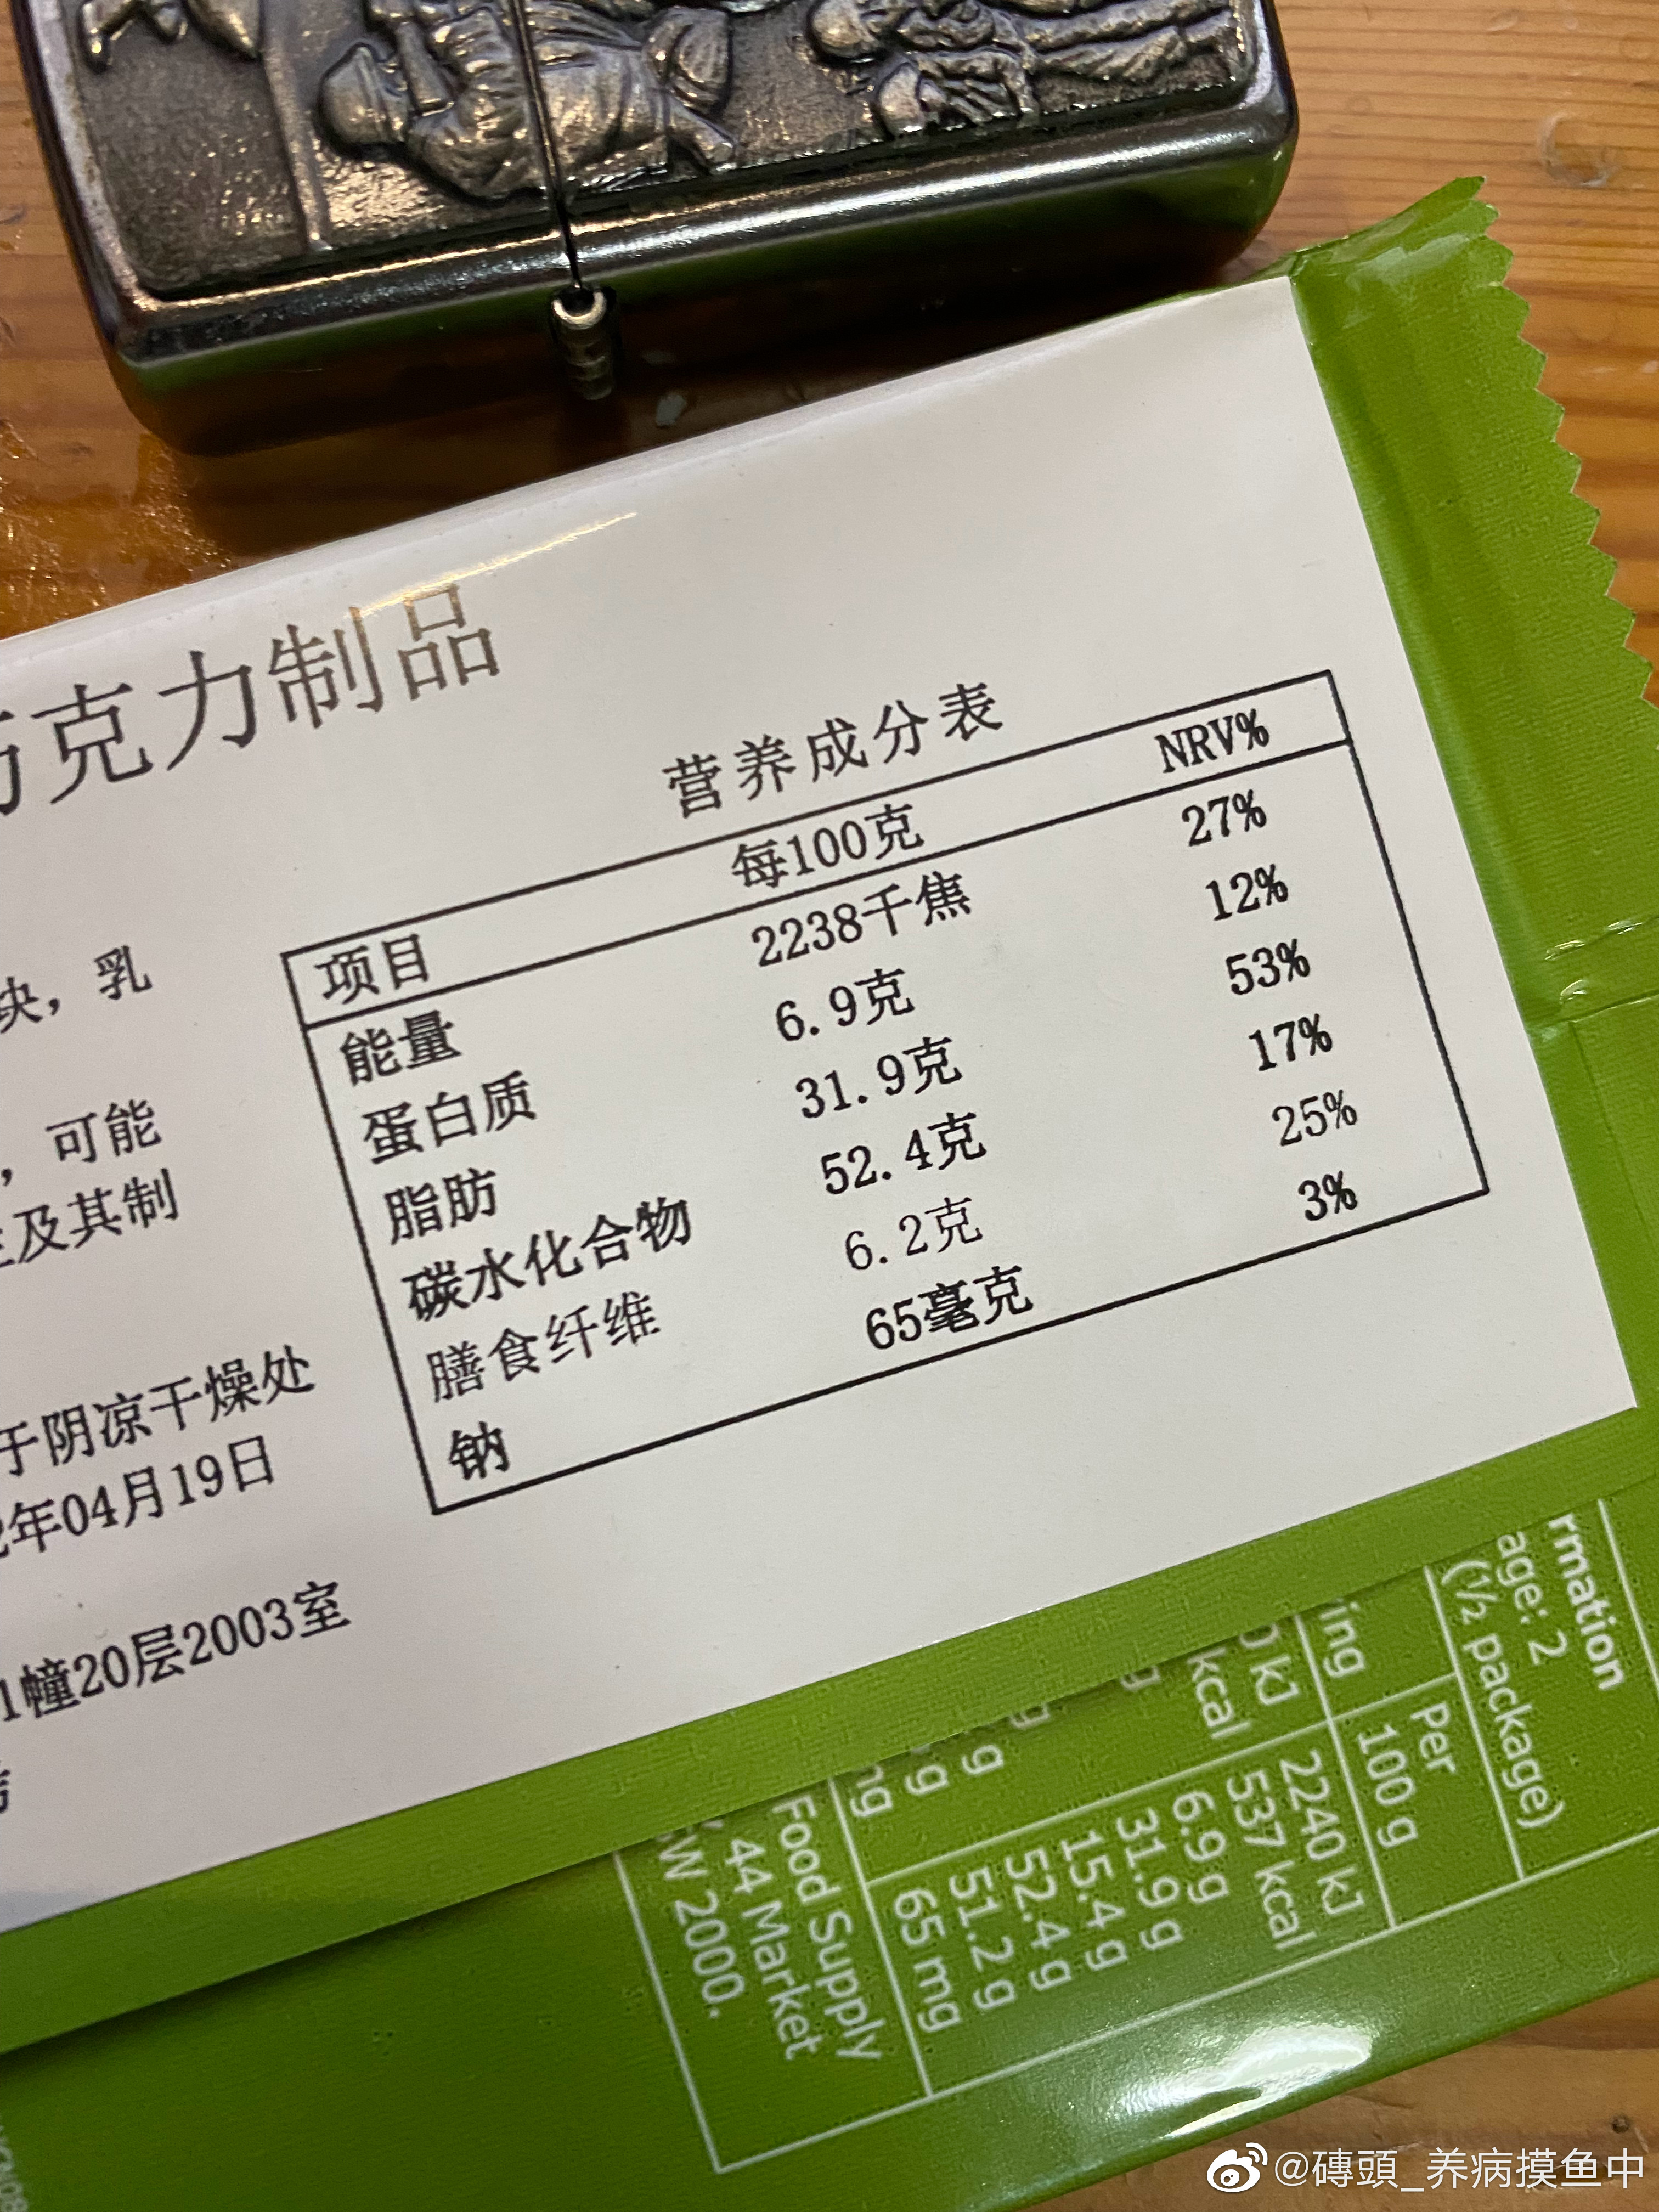 巧克力制品
营养成分表
项目 每100克 NRV%
能量 2238千焦 27%
蛋白质 6.9克 12%
脂肪 31.9克 53%
碳水化合物 52.4克 17%
膳食纤维 6.2克 25%
钠 65毫克 3%
块，乳
，可能
及其制
于阴凉干燥处
年04月19日
1幢20层2003室
rmation
age: 2
(½ package)
ing Per
100 g
0 kJ 2240 kJ
kcal 537 kcal
g 6.9 g
g 31.9 g
g 15.4 g
g 52.4 g
51.2 g
mg 65 mg
Food Supply
44 Market
SW 2000.
@磚頭_养病摸鱼中